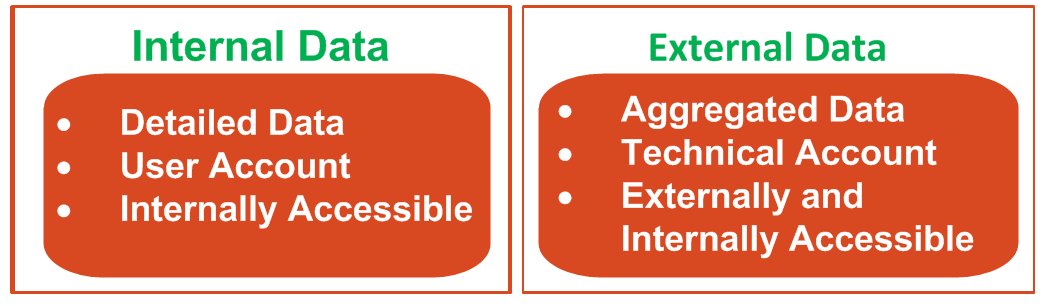 Internal Data
• Detailed Data
• User Account
• Internally Accessible
External Data
• Aggregated Data
• Technical Account
• Externally and
Internally Accessible